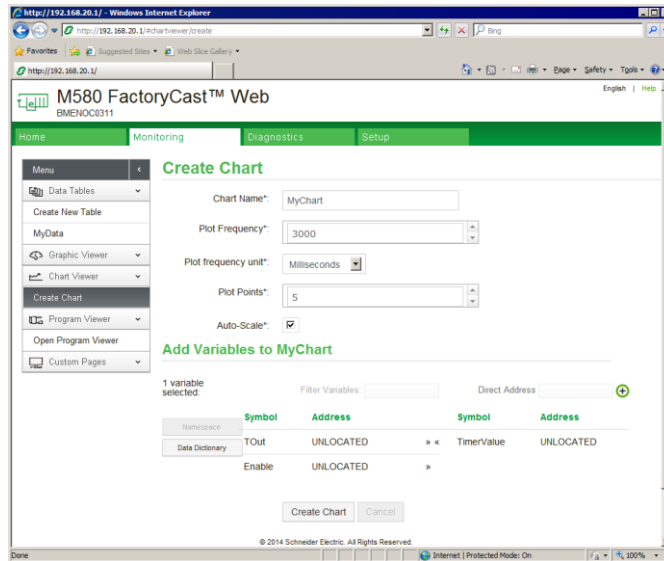 http://192.168.20.1/ - Windows Internet Explorer
http://192.168.20.1/#chartviewer/create
Bing
Favorites Suggested Sites Web Slice Gallery
http://192.168.20.1/
Page Safety Tools
English | Help
M580 FactoryCast™ Web
BMENOC0311
Home Monitoring Diagnostics Setup
Menu
Data Tables
Create New Table
MyData
Graphic Viewer
Chart Viewer
Create Chart
Program Viewer
Open Program Viewer
Custom Pages
Create Chart
Chart Name*: MyChart
Plot Frequency*: 3000
Plot frequency unit*: Milliseconds
Plot Points*: 5
Auto-Scale*:
Add Variables to MyChart
1 variable
selected:
Filter Variables: Direct Address
Namespace
Data Dictionary
Symbol Address Symbol Address
TOut UNLOCATED » « TimerValue UNLOCATED
Enable UNLOCATED »
Create Chart Cancel
© 2014 Schneider Electric. All Rights Reserved.
Done Internet | Protected Mode: On 100%